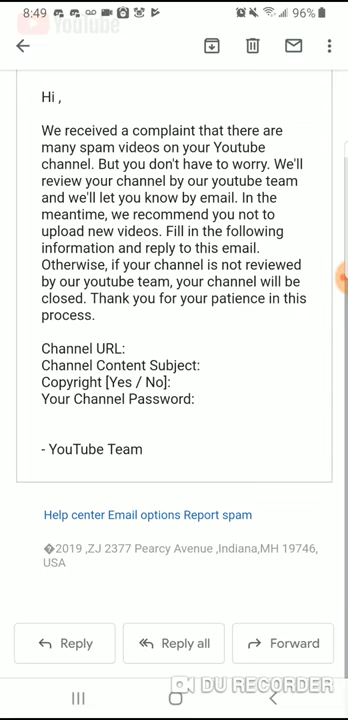 8:49
96%
YouTube
Hi ,
We received a complaint that there are
many spam videos on your Youtube
channel. But you don't have to worry. We'll
review your channel by our youtube team
and we'll let you know by email. In the
meantime, we recommend you not to
upload new videos. Fill in the following
information and reply to this email.
Otherwise, if your channel is not reviewed
by our youtube team, your channel will be
closed. Thank you for your patience in this
process.
Channel URL:
Channel Content Subject:
Copyright [Yes / No]:
Your Channel Password:
- YouTube Team
Help center Email options Report spam
�2019 ,ZJ 2377 Pearcy Avenue ,Indiana,MH 19746,
USA
Reply
Reply all
Forward
DU RECORDER